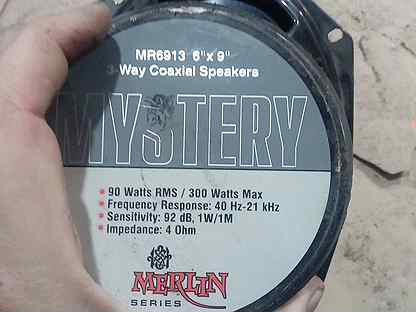 MR6913 6"x 9"
3-Way Coaxial Speakers
MYSTERY
90 Watts RMS / 300 Watts Max
Frequency Response: 40 Hz-21 kHz
Sensitivity: 92 dB, 1W/1M
Impedance: 4 Ohm
MERLIN
SERIES